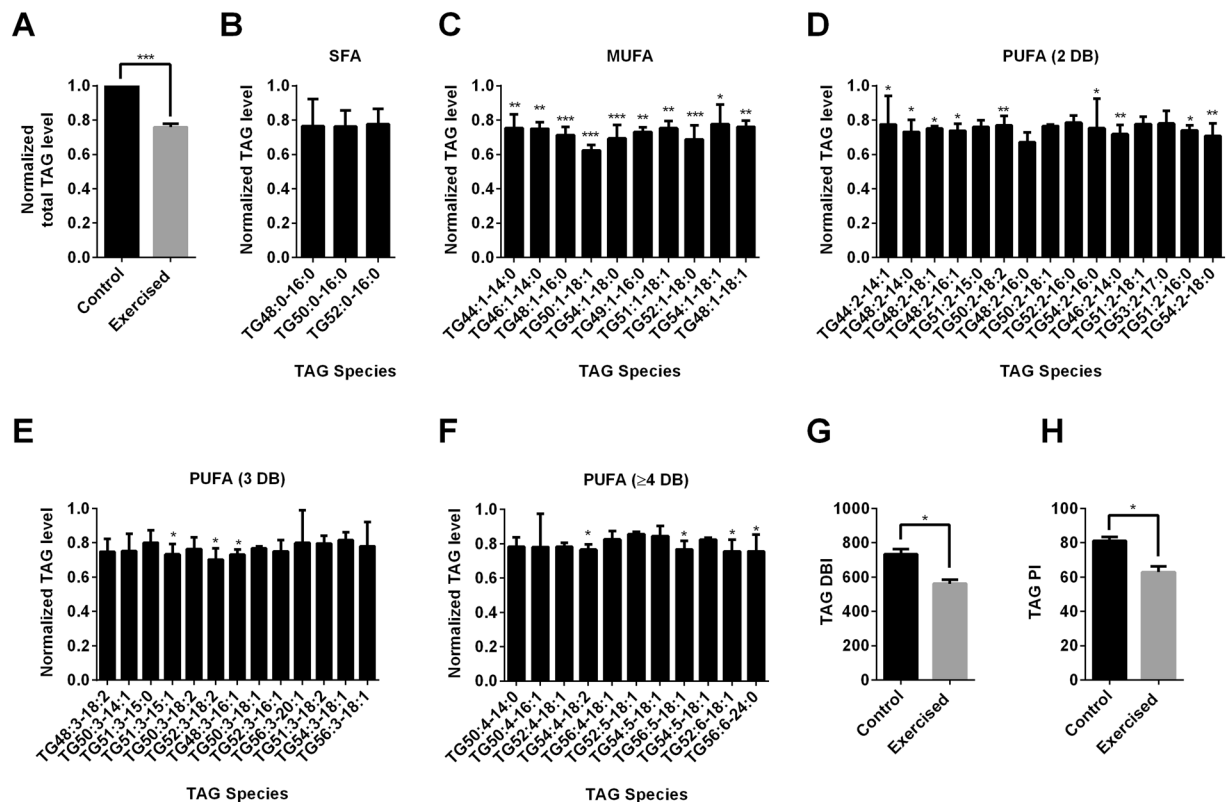 A
Normalized
total TAG level
1.0
0.8
0.6
0.4
0.2
0.0
***
Control
Exercised
B
SFA
Normalized TAG level
1.0
0.8
0.6
0.4
0.2
0.0
TG48:0-16:0
TG50:0-16:0
TG52:0-16:0
TAG Species
C
MUFA
Normalized TAG level
1.0
0.8
0.6
0.4
0.2
0.0
** ** *** *** *** ** ** *** * **
TG44:1-14:0
TG46:1-14:0
TG48:1-16:0
TG50:1-18:1
TG54:1-18:0
TG49:1-16:0
TG51:1-18:1
TG52:1-18:0
TG54:1-18:1
TG48:1-18:1
TAG Species
D
PUFA (2 DB)
Normalized TAG level
1.0
0.8
0.6
0.4
0.2
0.0
* * * * ** * ** * **
TG44:2-14:1
TG48:2-14:0
TG48:2-18:1
TG48:2-16:1
TG51:2-15:0
TG50:2-18:2
TG48:2-16:0
TG50:2-18:1
TG52:2-16:0
TG54:2-16:0
TG46:2-14:0
TG51:2-18:1
TG53:2-17:0
TG51:2-16:0
TG54:2-18:0
TAG Species
E
PUFA (3 DB)
Normalized TAG level
1.0
0.8
0.6
0.4
0.2
0.0
* * *
TG48:3-18:2
TG50:3-14:1
TG51:3-15:0
TG51:3-15:1
TG50:3-18:2
TG52:3-18:2
TG48:3-16:1
TG50:3-18:1
TG52:3-16:1
TG56:3-20:1
TG51:3-18:2
TG54:3-18:1
TG56:3-18:1
TAG Species
F
PUFA (≥4 DB)
Normalized TAG level
1.0
0.8
0.6
0.4
0.2
0.0
* * * *
TG50:4-14:0
TG50:4-16:1
TG52:4-18:1
TG54:4-18:2
TG56:4-18:1
TG52:5-18:1
TG54:5-18:1
TG56:5-18:1
TG54:5-18:1
TG52:6-18:1
TG56:6-24:0
TAG Species
G
TAG DBI
1000
800
600
400
200
0
*
Control
Exercised
H
TAG PI
100
80
60
40
20
0
*
Control
Exercised